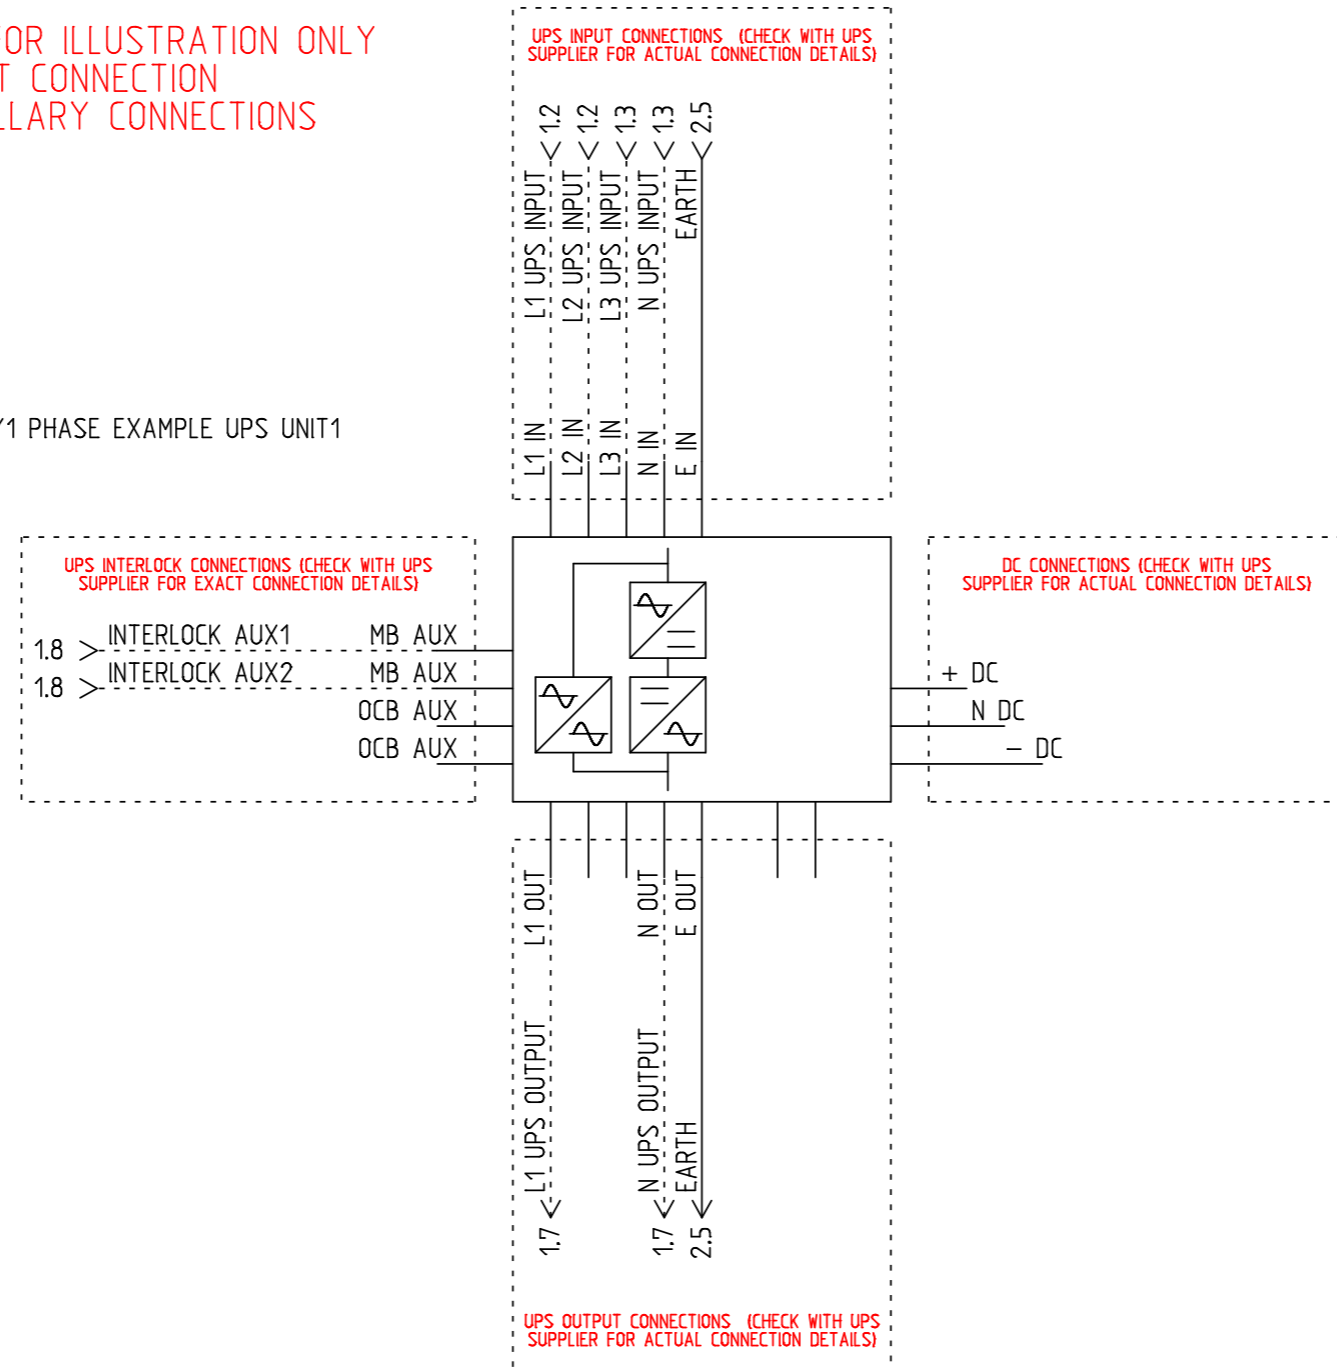 OR ILLUSTRATION ONLY
T CONNECTION
LLARY CONNECTIONS
UPS INPUT CONNECTIONS (CHECK WITH UPS
SUPPLIER FOR ACTUAL CONNECTION DETAILS)
1.2
1.2
1.3
1.3
2.5
L1 UPS INPUT
L2 UPS INPUT
L3 UPS INPUT
N UPS INPUT
EARTH
/1 PHASE EXAMPLE UPS UNIT1
L1 IN
L2 IN
L3 IN
N IN
E IN
UPS INTERLOCK CONNECTIONS (CHECK WITH UPS
SUPPLIER FOR EXACT CONNECTION DETAILS)
1.8 INTERLOCK AUX1 MB AUX
1.8 INTERLOCK AUX2 MB AUX
OCB AUX
OCB AUX
DC CONNECTIONS (CHECK WITH UPS
SUPPLIER FOR ACTUAL CONNECTION DETAILS)
+ DC
N DC
- DC
L1 OUT
N OUT
E OUT
L1 UPS OUTPUT
N UPS OUTPUT
EARTH
1.7
1.7
2.5
UPS OUTPUT CONNECTIONS (CHECK WITH UPS
SUPPLIER FOR ACTUAL CONNECTION DETAILS)